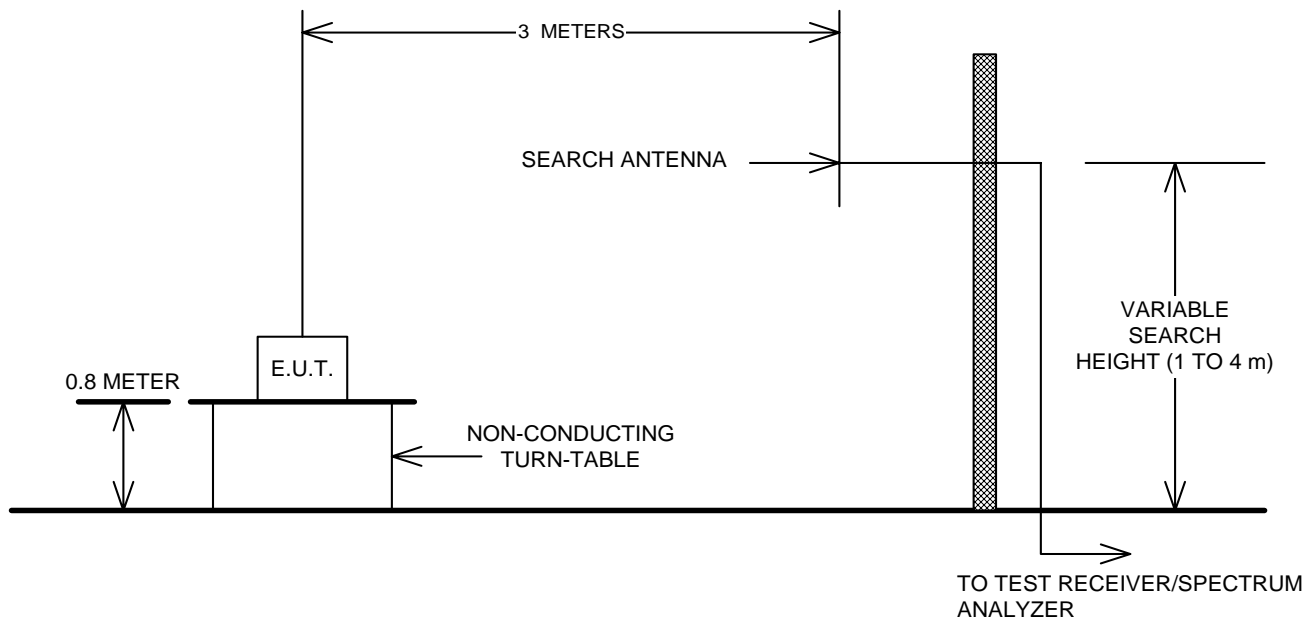 3 METERS
SEARCH ANTENNA
VARIABLE
SEARCH
HEIGHT (1 TO 4 m)
E.U.T.
0.8 METER
NON-CONDUCTING
TURN-TABLE
TO TEST RECEIVER/SPECTRUM
ANALYZER